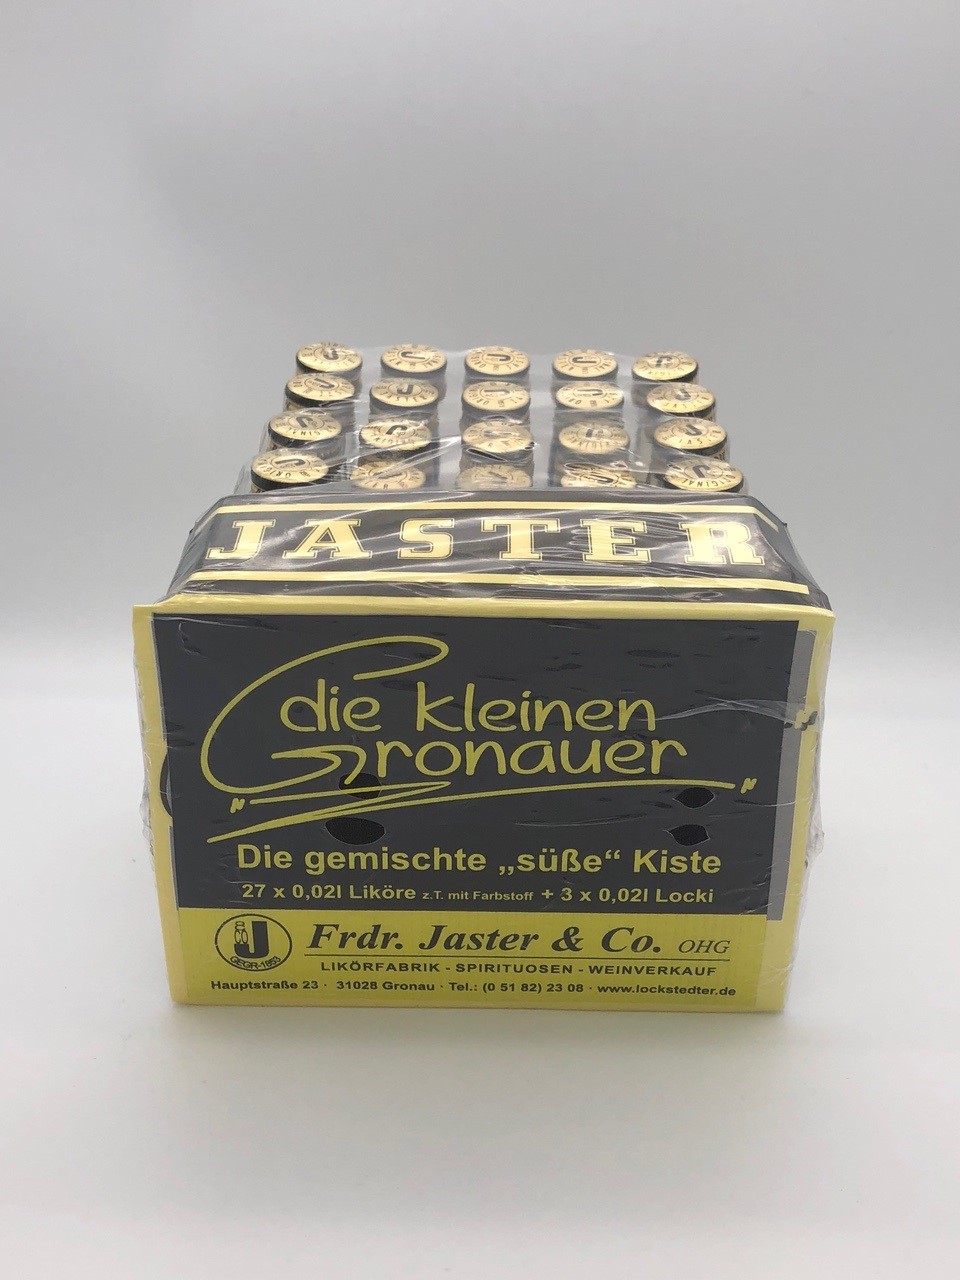 JASTER
die kleinen
Gronauer
Die gemischte „süße“ Kiste
27 x 0,02l Liköre z.T. mit Farbstoff + 3 x 0,02l Locki
J
GEGR·1853
Frdr. Jaster & Co. OHG
LIKÖRFABRIK - SPIRITUOSEN - WEINVERKAUF
Hauptstraße 23 · 31028 Gronau · Tel.: (0 51 82) 23 08 · www.lockstedter.de